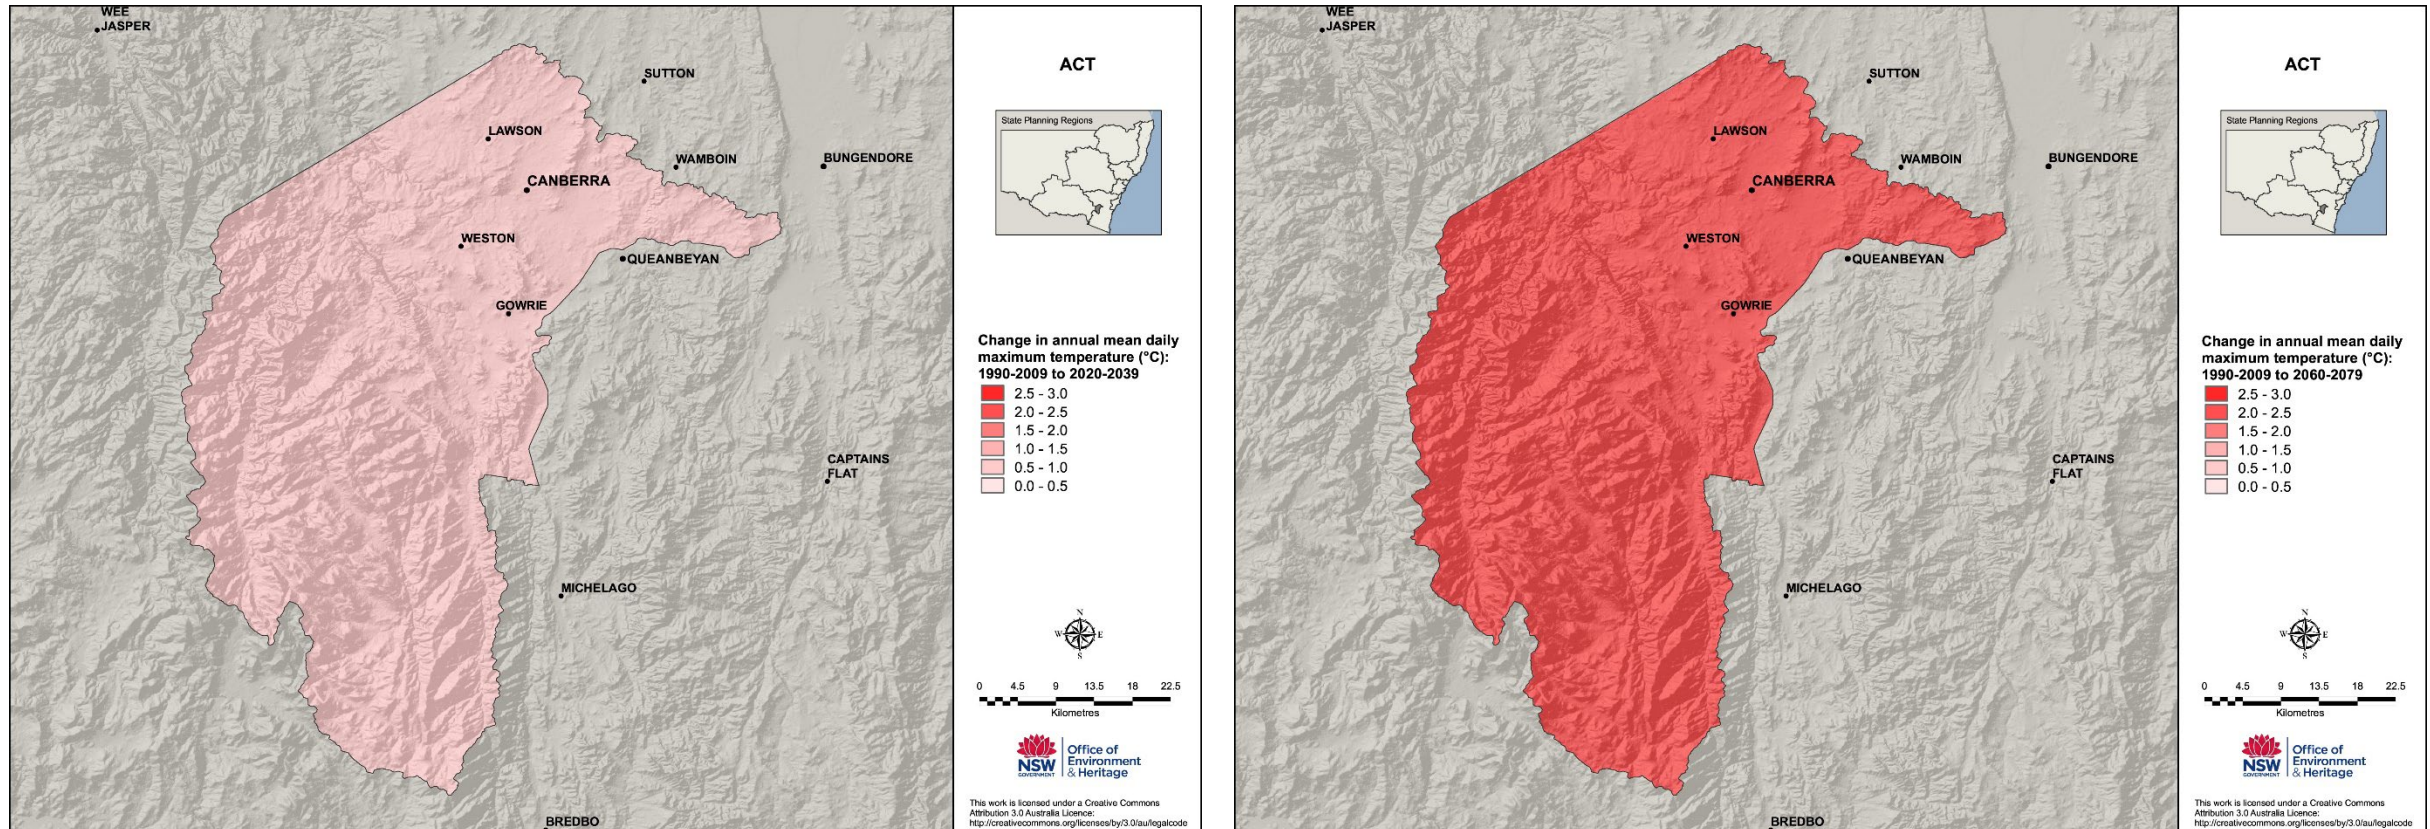 WEE
JASPER
SUTTON
LAWSON
WAMBOIN
BUNGENDORE
CANBERRA
WESTON
QUEANBEYAN
GOWRIE
CAPTAINS
FLAT
MICHELAGO
BREDBO
ACT
State Planning Regions
Change in annual mean daily
maximum temperature (°C):
1990-2009 to 2020-2039
2.5 - 3.0
2.0 - 2.5
1.5 - 2.0
1.0 - 1.5
0.5 - 1.0
0.0 - 0.5
N
W E
S
0 4.5 9 13.5 18 22.5
Kilometres
NSW
GOVERNMENT
Office of
Environment
& Heritage
This work is licensed under a Creative Commons
Attribution 3.0 Australia Licence:
http://creativecommons.org/licenses/by/3.0/au/legalcode
WEE
JASPER
SUTTON
LAWSON
WAMBOIN
BUNGENDORE
CANBERRA
WESTON
QUEANBEYAN
GOWRIE
CAPTAINS
FLAT
MICHELAGO
BREDBO
ACT
State Planning Regions
Change in annual mean daily
maximum temperature (°C):
1990-2009 to 2060-2079
2.5 - 3.0
2.0 - 2.5
1.5 - 2.0
1.0 - 1.5
0.5 - 1.0
0.0 - 0.5
N
W E
S
0 4.5 9 13.5 18 22.5
Kilometres
NSW
GOVERNMENT
Office of
Environment
& Heritage
This work is licensed under a Creative Commons
Attribution 3.0 Australia Licence:
http://creativecommons.org/licenses/by/3.0/au/legalcode